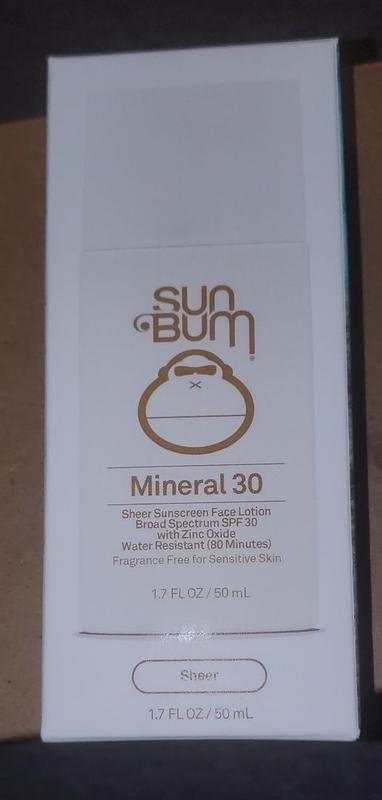 SUN
BUM®
Mineral 30
Sheer Sunscreen Face Lotion
Broad Spectrum SPF 30
with Zinc Oxide
Water Resistant (80 Minutes)
Fragrance Free for Sensitive Skin
1.7 FL OZ / 50 mL
Sheer
1.7 FL OZ / 50 mL